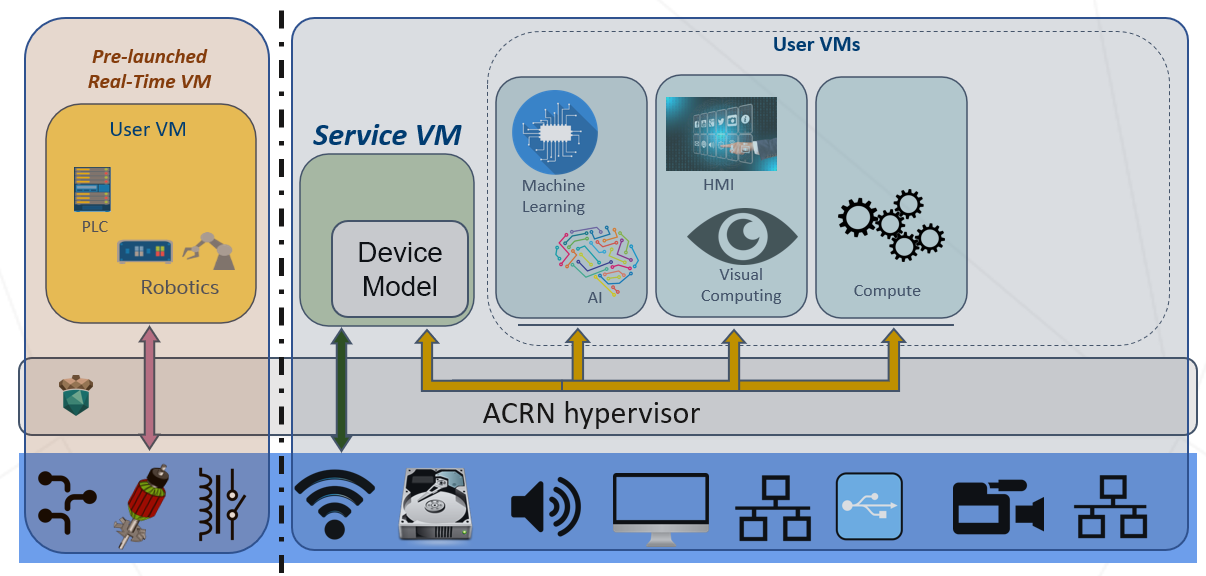 Pre-launched
Real-Time VM
User VM
PLC
Robotics
Service VM
Device
Model
User VMs
Machine
Learning
AI
HMI
Visual
Computing
Compute
ACRN hypervisor